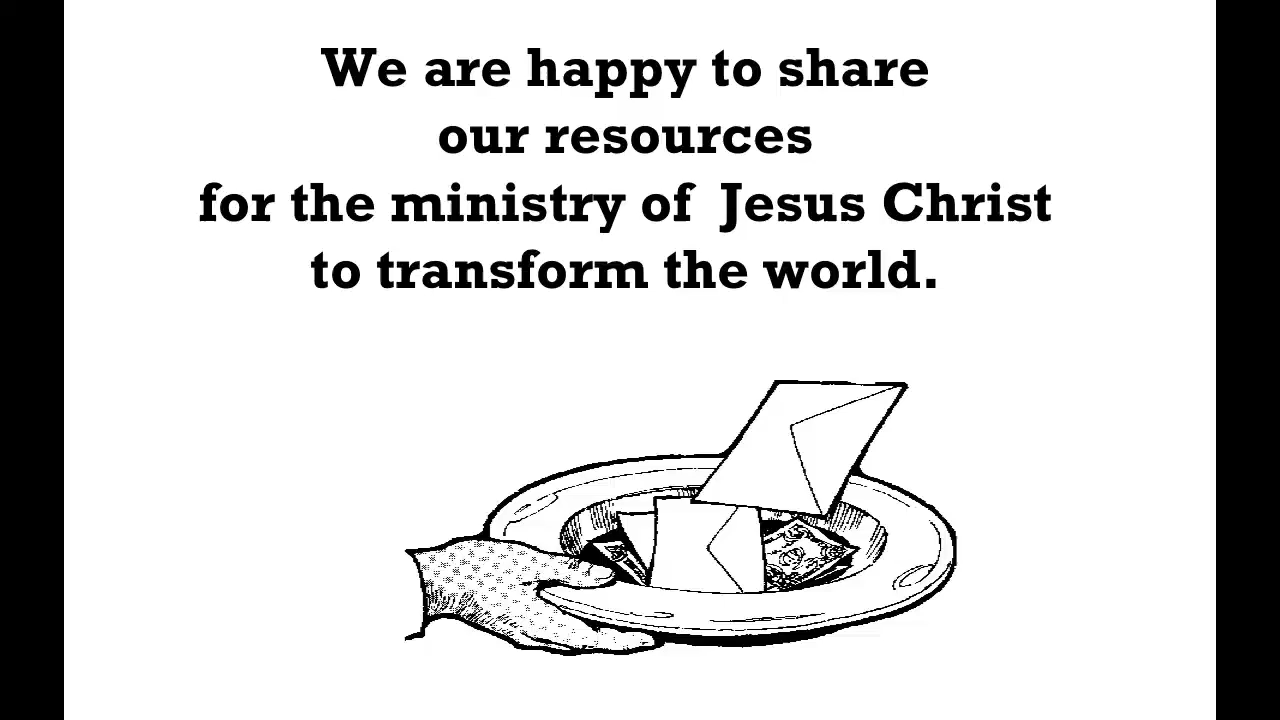 We are happy to share
our resources
for the ministry of Jesus Christ
to transform the world.